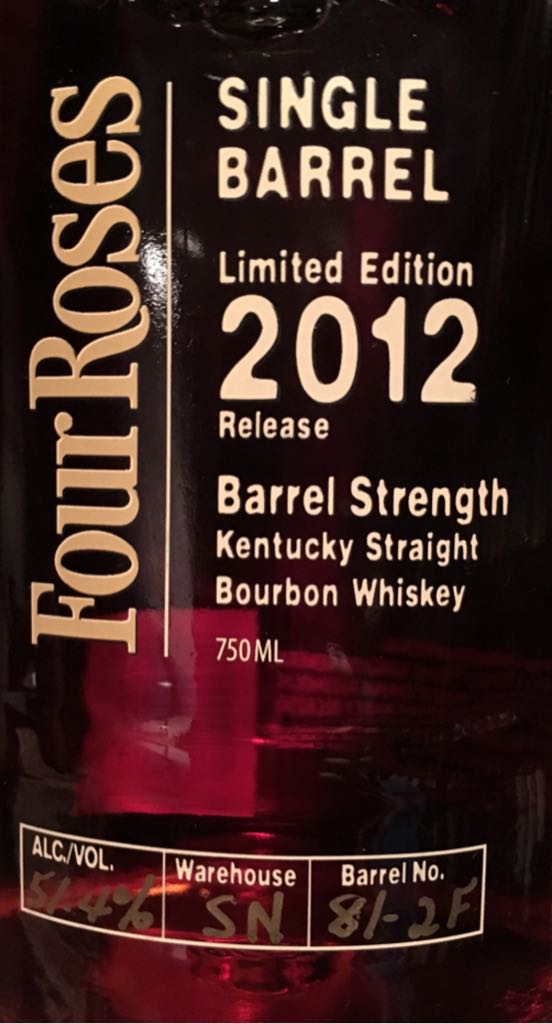 Four Roses
SINGLE
BARREL
Limited Edition
2012
Release
Barrel Strength
Kentucky Straight
Bourbon Whiskey
750 ML
ALC./VOL.
51.4%
Warehouse
SN
Barrel No.
81-2F